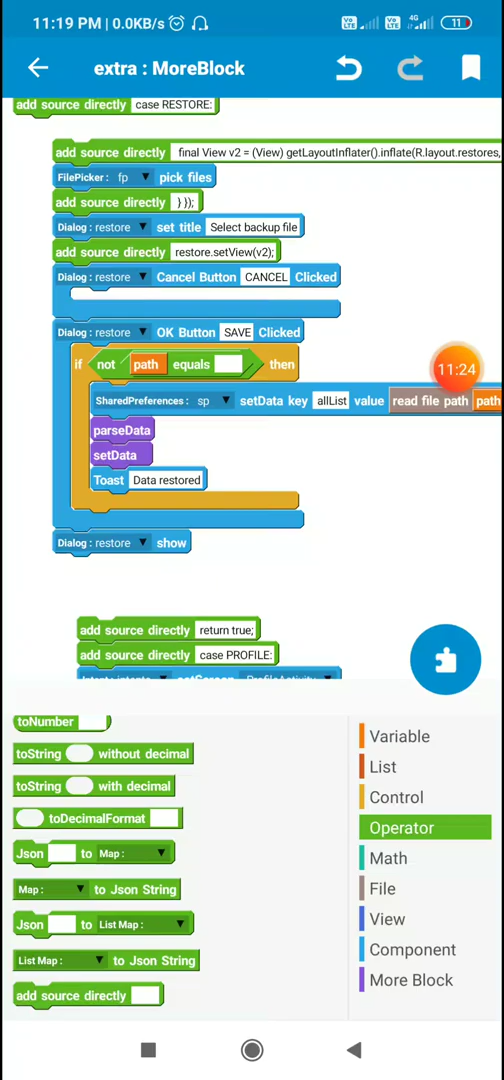 11:19 PM | 0.0KB/s
Vo LTE
Vo LTE
4G
11
extra : MoreBlock
add source directly case RESTORE:
add source directly final View v2 = (View) getLayoutInflater().inflate(R.layout.restores,
FilePicker : fp pick files
add source directly } });
Dialog : restore set title Select backup file
add source directly restore.setView(v2);
Dialog : restore Cancel Button CANCEL Clicked
Dialog : restore OK Button SAVE Clicked
if not path equals then
11:24
SharedPreferences : sp setData key allList value read file path path
parseData
setData
Toast Data restored
Dialog : restore show
add source directly return true;
add source directly case PROFILE:
toNumber
toString without decimal
toString with decimal
toDecimalFormat
Json to Map :
Map : to Json String
Json to List Map :
List Map : to Json String
add source directly
Variable
List
Control
Operator
Math
File
View
Component
More Block